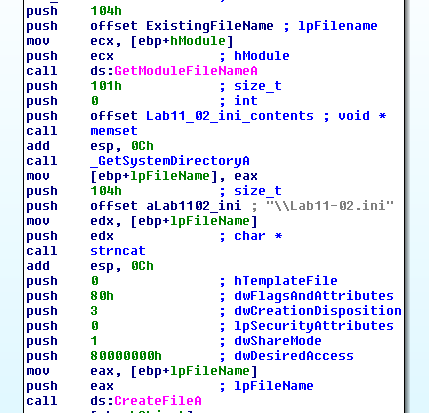 push 104h
push offset ExistingFileName ; lpFilename
mov ecx, [ebp+hModule]
push ecx ; hModule
call ds:GetModuleFileNameA
push 101h ; size_t
push 0 ; int
push offset Lab11_02_ini_contents ; void *
call memset
add esp, 0Ch
call _GetSystemDirectoryA
mov [ebp+lpFileName], eax
push 104h ; size_t
push offset aLab1102_ini ; "\\Lab11-02.ini"
mov edx, [ebp+lpFileName]
push edx ; char *
call strncat
add esp, 0Ch
push 0 ; hTemplateFile
push 80h ; dwFlagsAndAttributes
push 3 ; dwCreationDisposition
push 0 ; lpSecurityAttributes
push 1 ; dwShareMode
push 80000000h ; dwDesiredAccess
mov eax, [ebp+lpFileName]
push eax ; lpFileName
call ds:CreateFileA